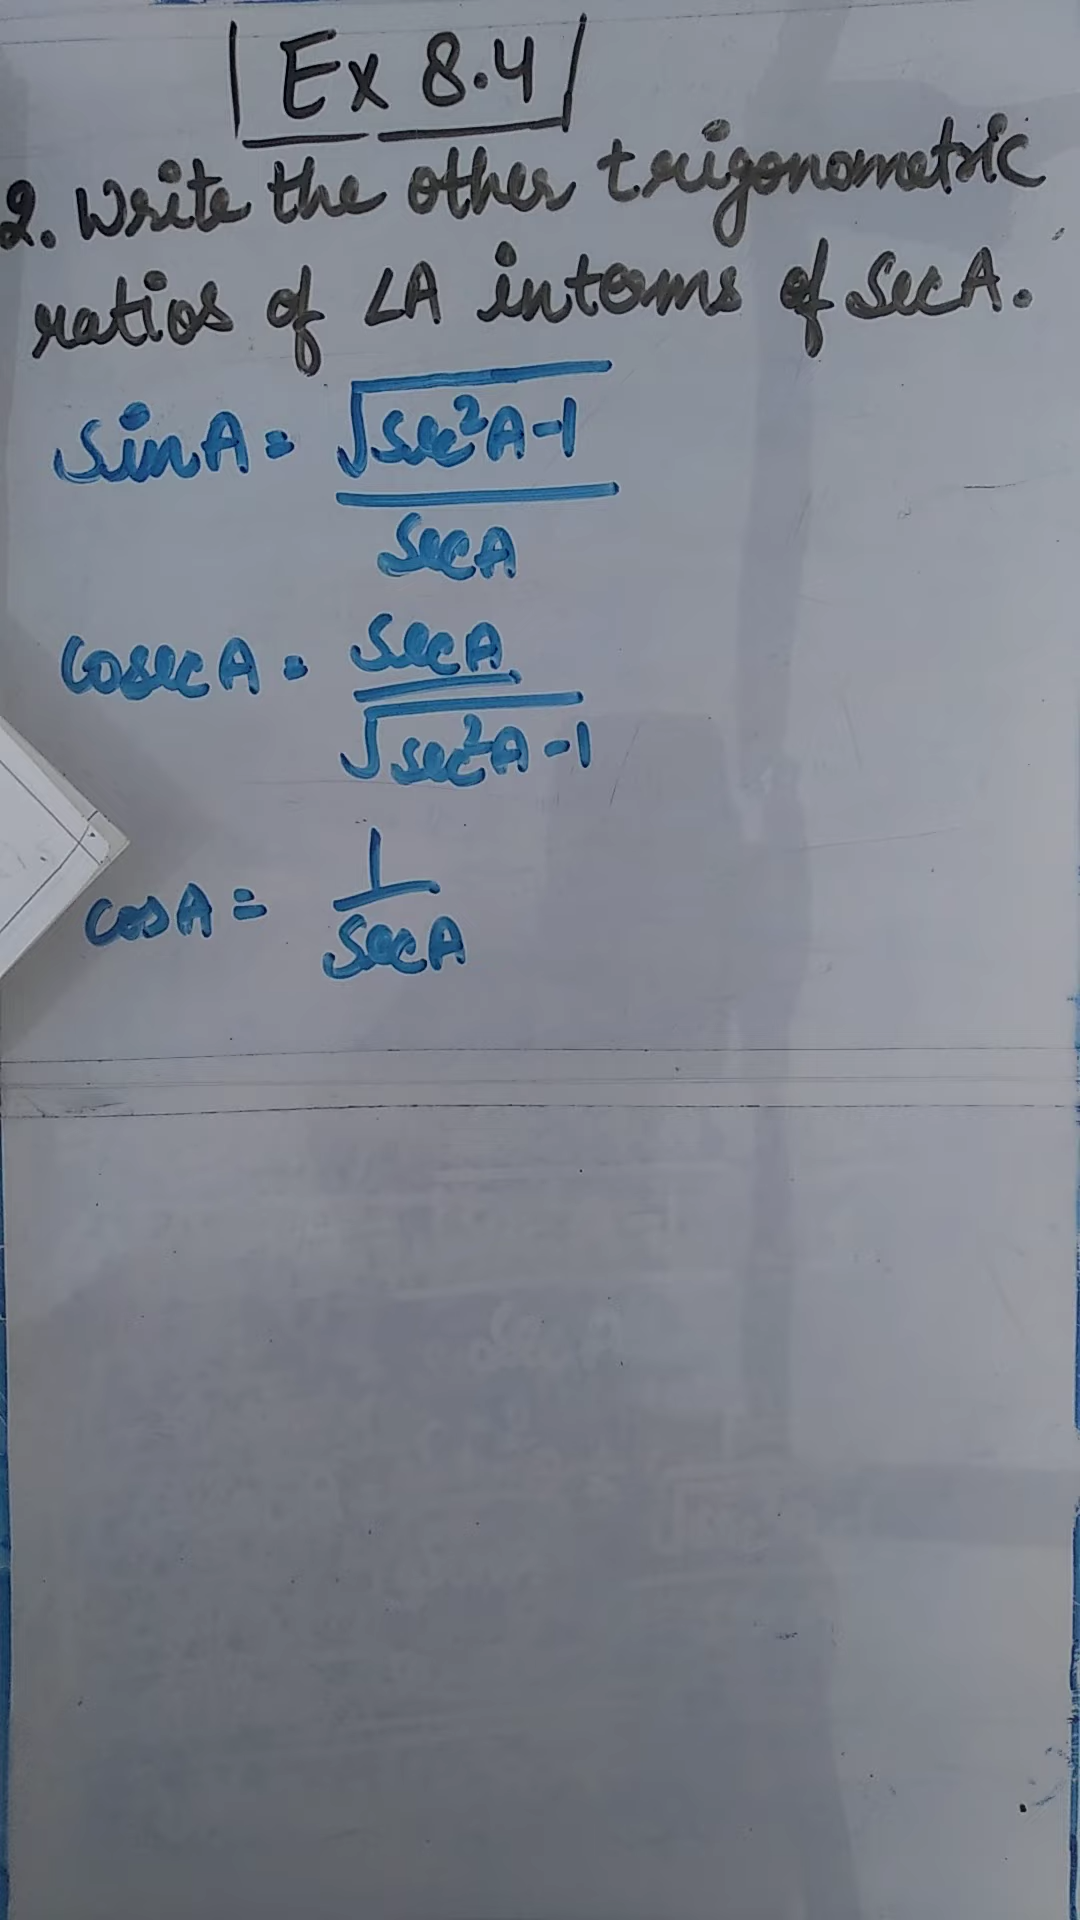 Ex 8.4
2. Write the other trigonometric
ratios of ∠A interms of SecA.
SinA = √sec²A-1
SecA
CosecA = SecA
√sec²A-1
cosA = 1
SecA